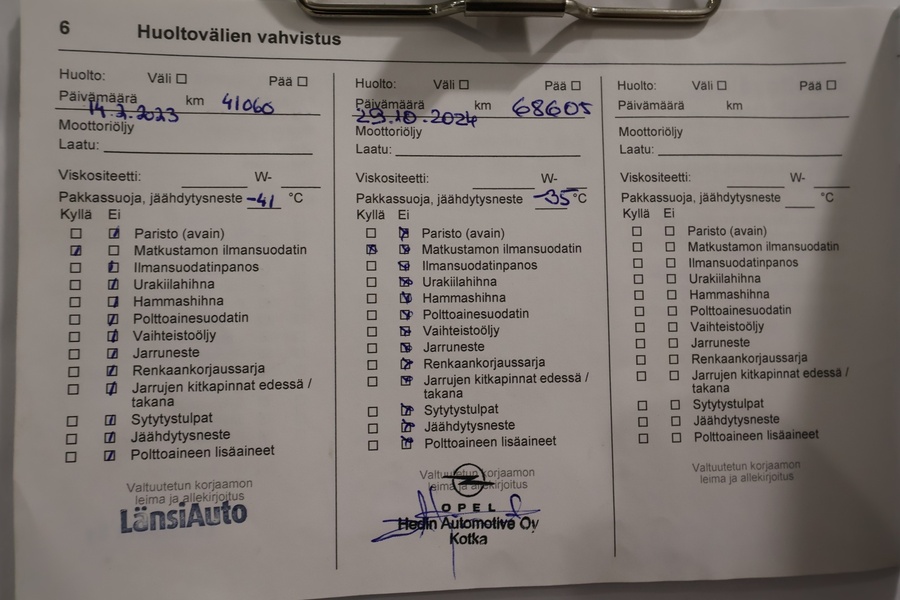 6 Huoltovälien vahvistus
Huolto: Väli Pää
Päivämäärä km 41060
14.2.2023
Moottoriöljy
Laatu:
Viskositeetti: W-
Pakkassuoja, jäähdytysneste -41 °C
Kyllä Ei
Paristo (avain)
Matkustamon ilmansuodatin
Ilmansuodatinpanos
Urakiilahihna
Hammashihna
Polttoainesuodatin
Vaihteistoöljy
Jarruneste
Renkaankorjaussarja
Jarrujen kitkapinnat edessä /
takana
Sytytystulpat
Jäähdytysneste
Polttoaineen lisäaineet
Valtuutetun korjaamon
leima ja allekirjoitus
LänsiAuto
Huolto: Väli Pää
Päivämäärä km 68605
29.10.2024
Moottoriöljy
Laatu:
Viskositeetti: W-
Pakkassuoja, jäähdytysneste -35 °C
Kyllä Ei
Paristo (avain)
Matkustamon ilmansuodatin
Ilmansuodatinpanos
Urakiilahihna
Hammashihna
Polttoainesuodatin
Vaihteistoöljy
Jarruneste
Renkaankorjaussarja
Jarrujen kitkapinnat edessä /
takana
Sytytystulpat
Jäähdytysneste
Polttoaineen lisäaineet
Valtuutetun korjaamon
leima ja allekirjoitus
OPEL
Hedin Automotive Oy
Kotka
Huolto: Väli Pää
Päivämäärä km
Moottoriöljy
Laatu:
Viskositeetti: W-
Pakkassuoja, jäähdytysneste °C
Kyllä Ei
Paristo (avain)
Matkustamon ilmansuodatin
Ilmansuodatinpanos
Urakiilahihna
Hammashihna
Polttoainesuodatin
Vaihteistoöljy
Jarruneste
Renkaankorjaussarja
Jarrujen kitkapinnat edessä /
takana
Sytytystulpat
Jäähdytysneste
Polttoaineen lisäaineet
Valtuutetun korjaamon
leima ja allekirjoitus